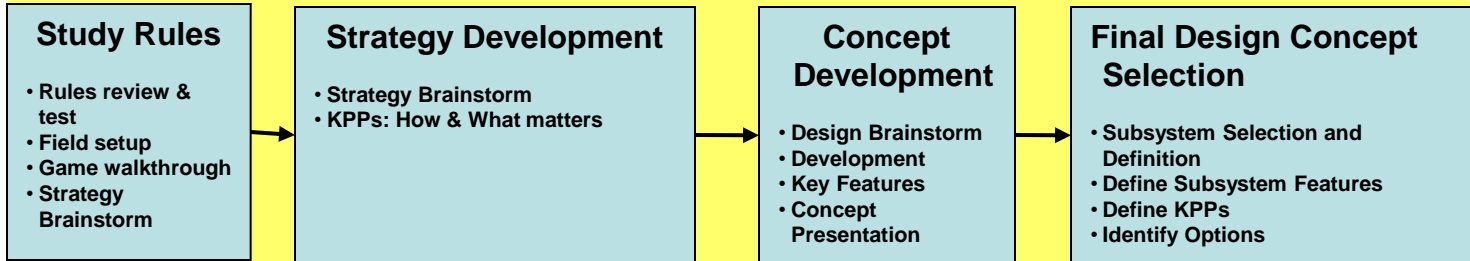 Study Rules
• Rules review &
test
• Field setup
• Game walkthrough
• Strategy
Brainstorm
Strategy Development
• Strategy Brainstorm
• KPPs: How & What matters
Concept
Development
• Design Brainstorm
• Development
• Key Features
• Concept
Presentation
Final Design Concept
Selection
• Subsystem Selection and
Definition
• Define Subsystem Features
• Define KPPs
• Identify Options